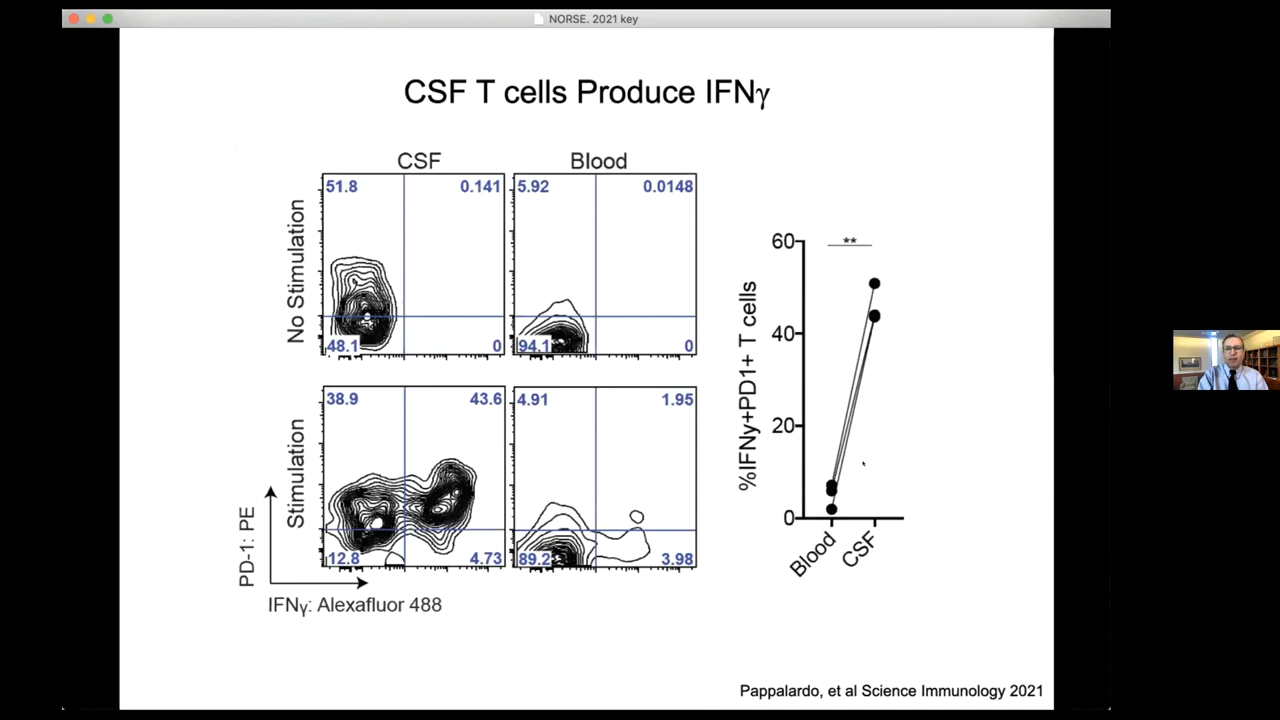 NORSE. 2021 key
CSF T cells Produce IFNγ
CSF
Blood
No Stimulation
51.8
0.141
48.1
0
5.92
0.0148
94.1
0
Stimulation
38.9
43.6
12.8
4.73
4.91
1.95
89.2
3.98
PD-1: PE
IFNγ: Alexafluor 488
%IFNγ+PD1+ T cells
60
40
20
0
**
Blood
CSF
Pappalardo, et al Science Immunology 2021